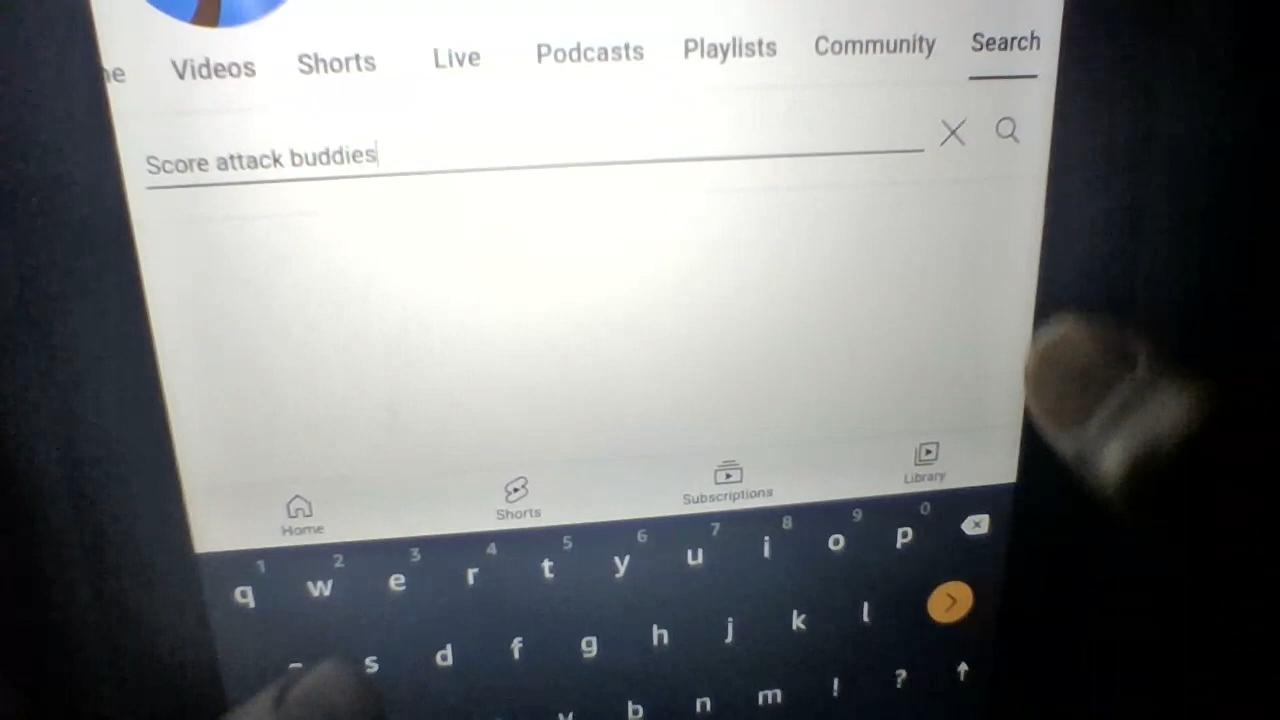 Videos Shorts Live Podcasts Playlists Community Search
Score attack buddies
Home Shorts Subscriptions Library
1 2 3 4 5 6 7 8 9 0
q w e r t y u i o p
s d f g h j k l
b n m ! ?